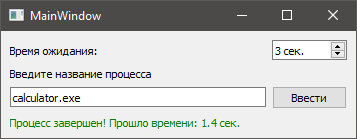 MainWindow
Время ожидания: 3 сек.
Введите название процесса
calculator.exe Ввести
Процесс завершен! Прошло времени: 1.4 сек.